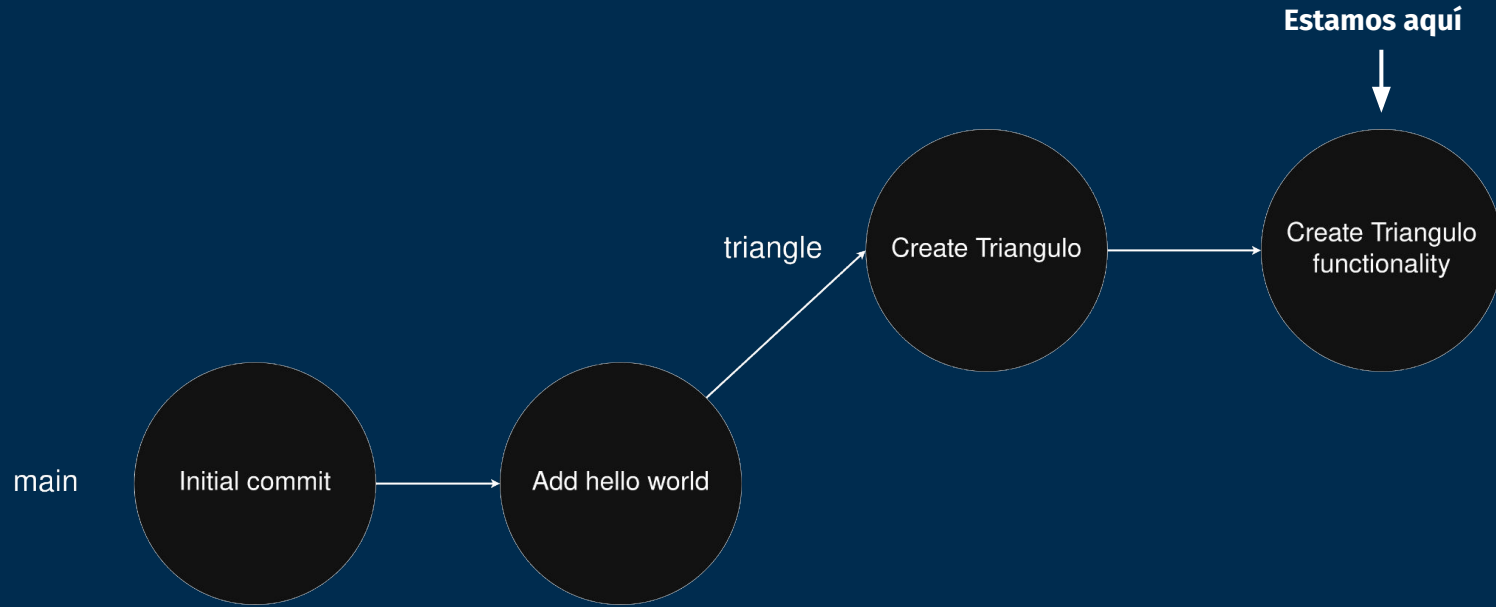 Estamos aquí
triangle
Create Triangulo
Create Triangulo
functionality
main
Initial commit
Add hello world